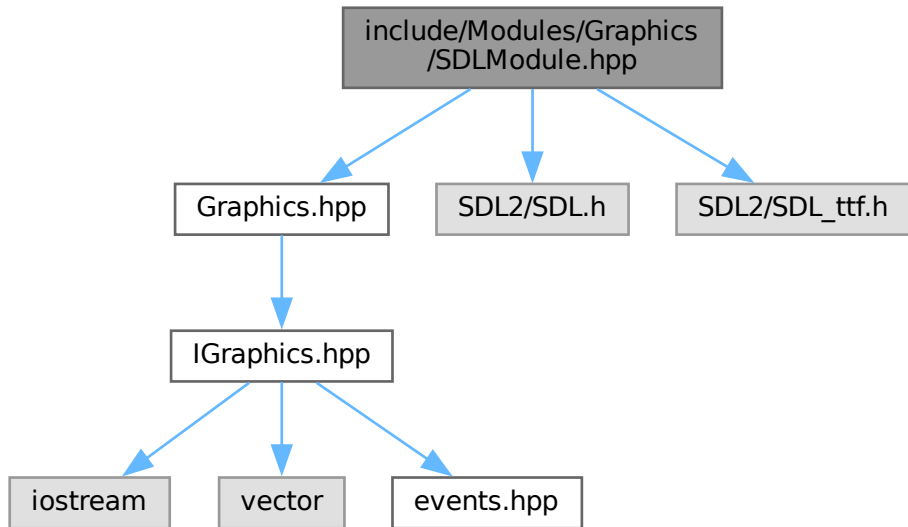 include/Modules/Graphics
/SDLModule.hpp
Graphics.hpp
SDL2/SDL.h
SDL2/SDL_ttf.h
IGraphics.hpp
iostream
vector
events.hpp